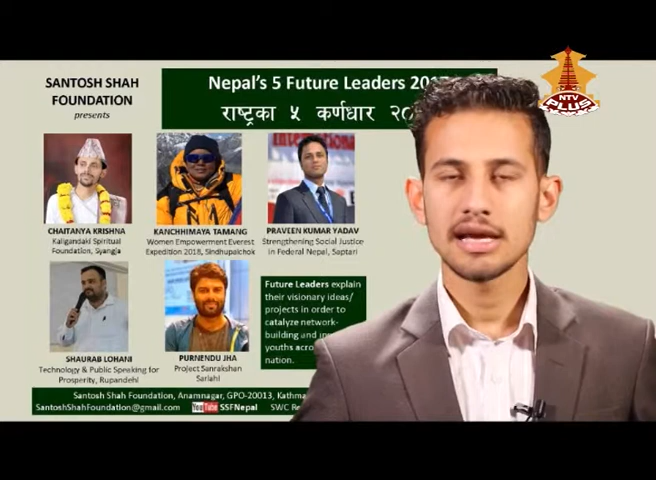 SANTOSH SHAH
FOUNDATION
presents
Nepal's 5 Future Leaders
राष्ट्रका ५ कर्णधार
NTV
PLUS
CHAITANYA KRISHNA
Kaligandaki Spiritual
Foundation, Syangja
KANCHHIMAYA TAMANG
Women Empowerment Everest
Expedition 2018, Sindhupalchok
International
PRAVEEN KUMAR YADAV
Strengthening Social Justice
in Federal Nepal, Saptari
SHAURAB LOHANI
Technology & Public Speaking for
Prosperity, Rupandehi
PURNENDU JHA
Project Sanrakshan
Sarlahi
Future Leaders explain
their visionary ideas/
projects in order to
catalyze network-
building and
youths
nation.
Santosh Shah Foundation, Anamnagar, GPO-20013,
SantoshShahFoundation@gmail.com YouTube SSFNepal SWC